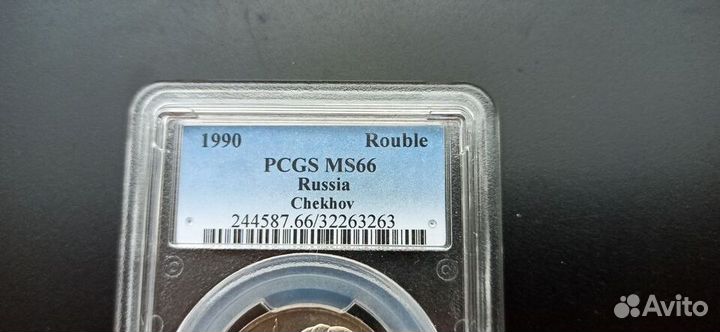 1990 Rouble
PCGS MS66
Russia
Chekhov
244587.66/32263263
Avito